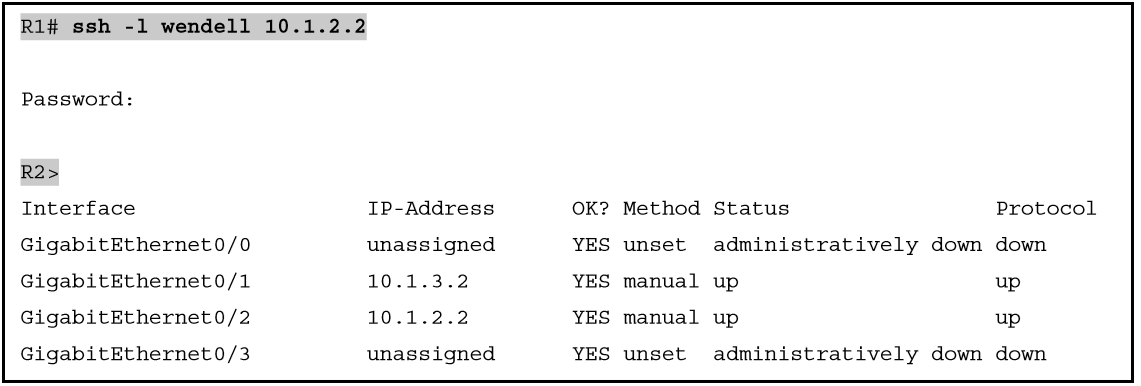 R1# ssh -l wendell 10.1.2.2
Password:
R2>
Interface IP-Address OK? Method Status Protocol
GigabitEthernet0/0 unassigned YES unset administratively down down
GigabitEthernet0/1 10.1.3.2 YES manual up up
GigabitEthernet0/2 10.1.2.2 YES manual up up
GigabitEthernet0/3 unassigned YES unset administratively down down